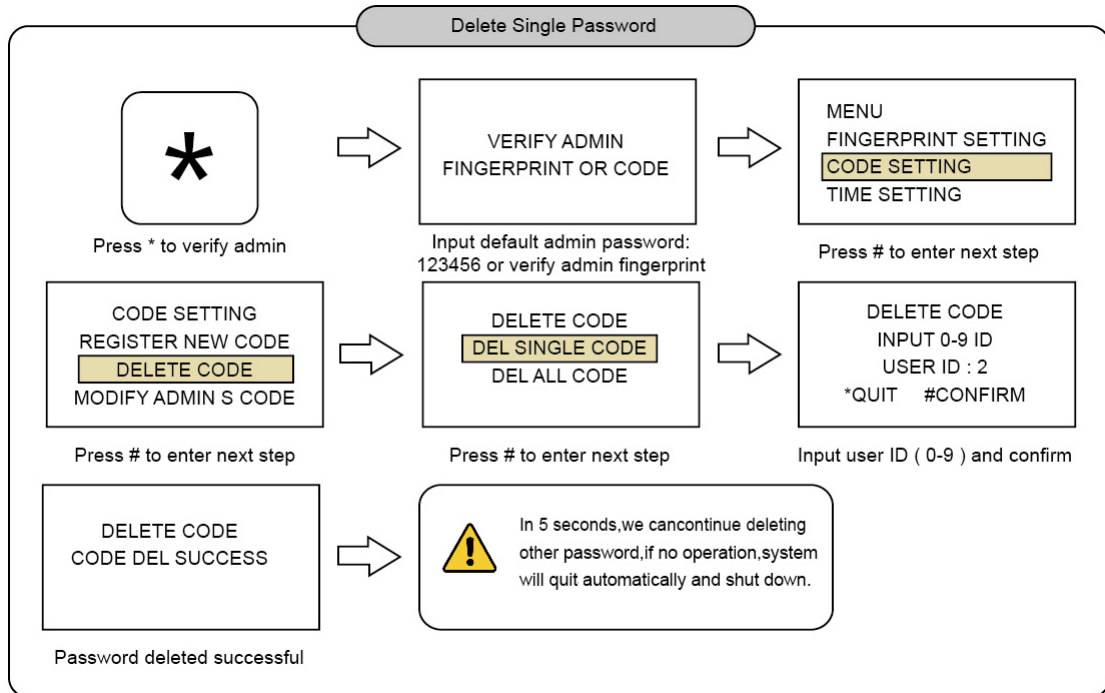 Delete Single Password
*
Press * to verify admin
VERIFY ADMIN
FINGERPRINT OR CODE
Input default admin password:
123456 or verify admin fingerprint
MENU
FINGERPRINT SETTING
CODE SETTING
TIME SETTING
Press # to enter next step
CODE SETTING
REGISTER NEW CODE
DELETE CODE
MODIFY ADMIN S CODE
Press # to enter next step
DELETE CODE
DEL SINGLE CODE
DEL ALL CODE
Press # to enter next step
DELETE CODE
INPUT 0-9 ID
USER ID : 2
*QUIT #CONFIRM
Input user ID ( 0-9 ) and confirm
DELETE CODE
CODE DEL SUCCESS
Password deleted successful
In 5 seconds,we cancontinue deleting
other password,if no operation,system
will quit automatically and shut down.